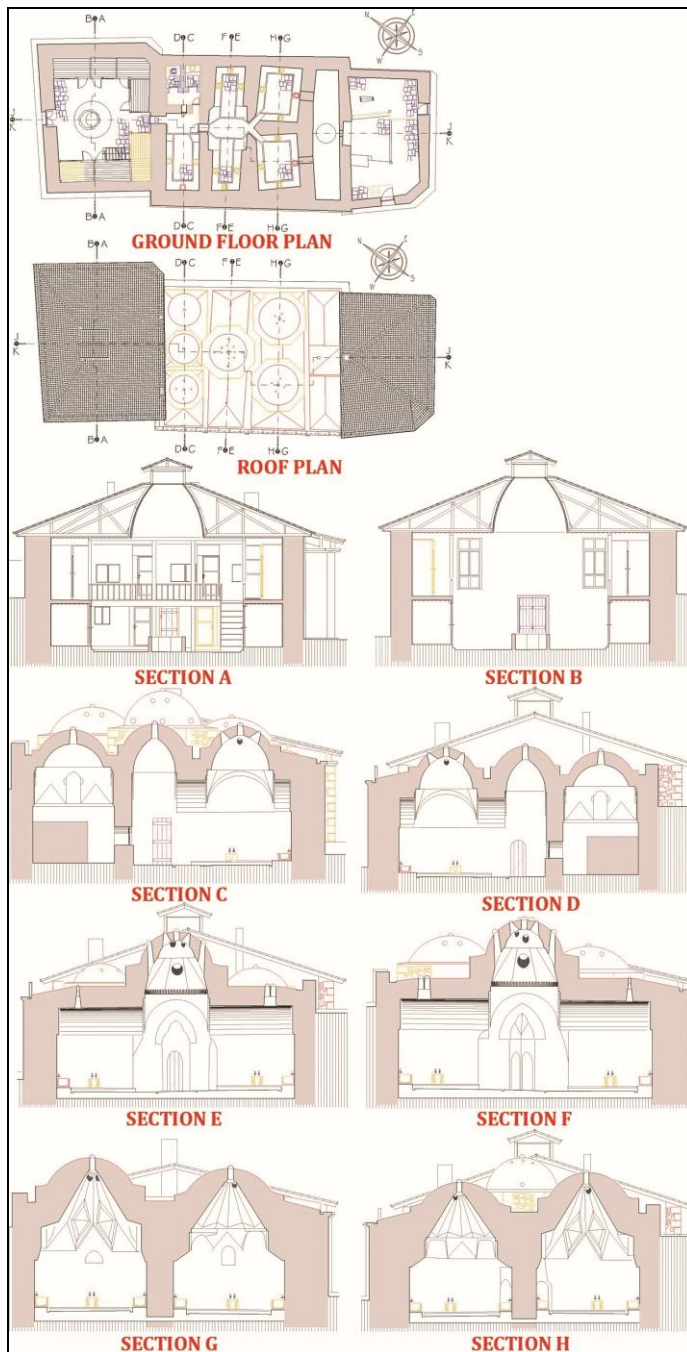 B A
D C
F E
H G
N E
W S
J
K
J
K
B A
D C
F E
H G
GROUND FLOOR PLAN
B A
D C
F E
H G
N E
W S
J
K
J
K
B A
D C
F E
H G
ROOF PLAN
SECTION A SECTION B
SECTION C SECTION D
SECTION E SECTION F
SECTION G SECTION H